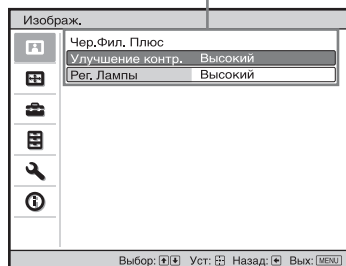 Изображ.
Чер.Фил. Плюс
Улучшение контр. Высокий
Рег. Лампы Высокий
Выбор: Уст: Назад: Вых: MENU